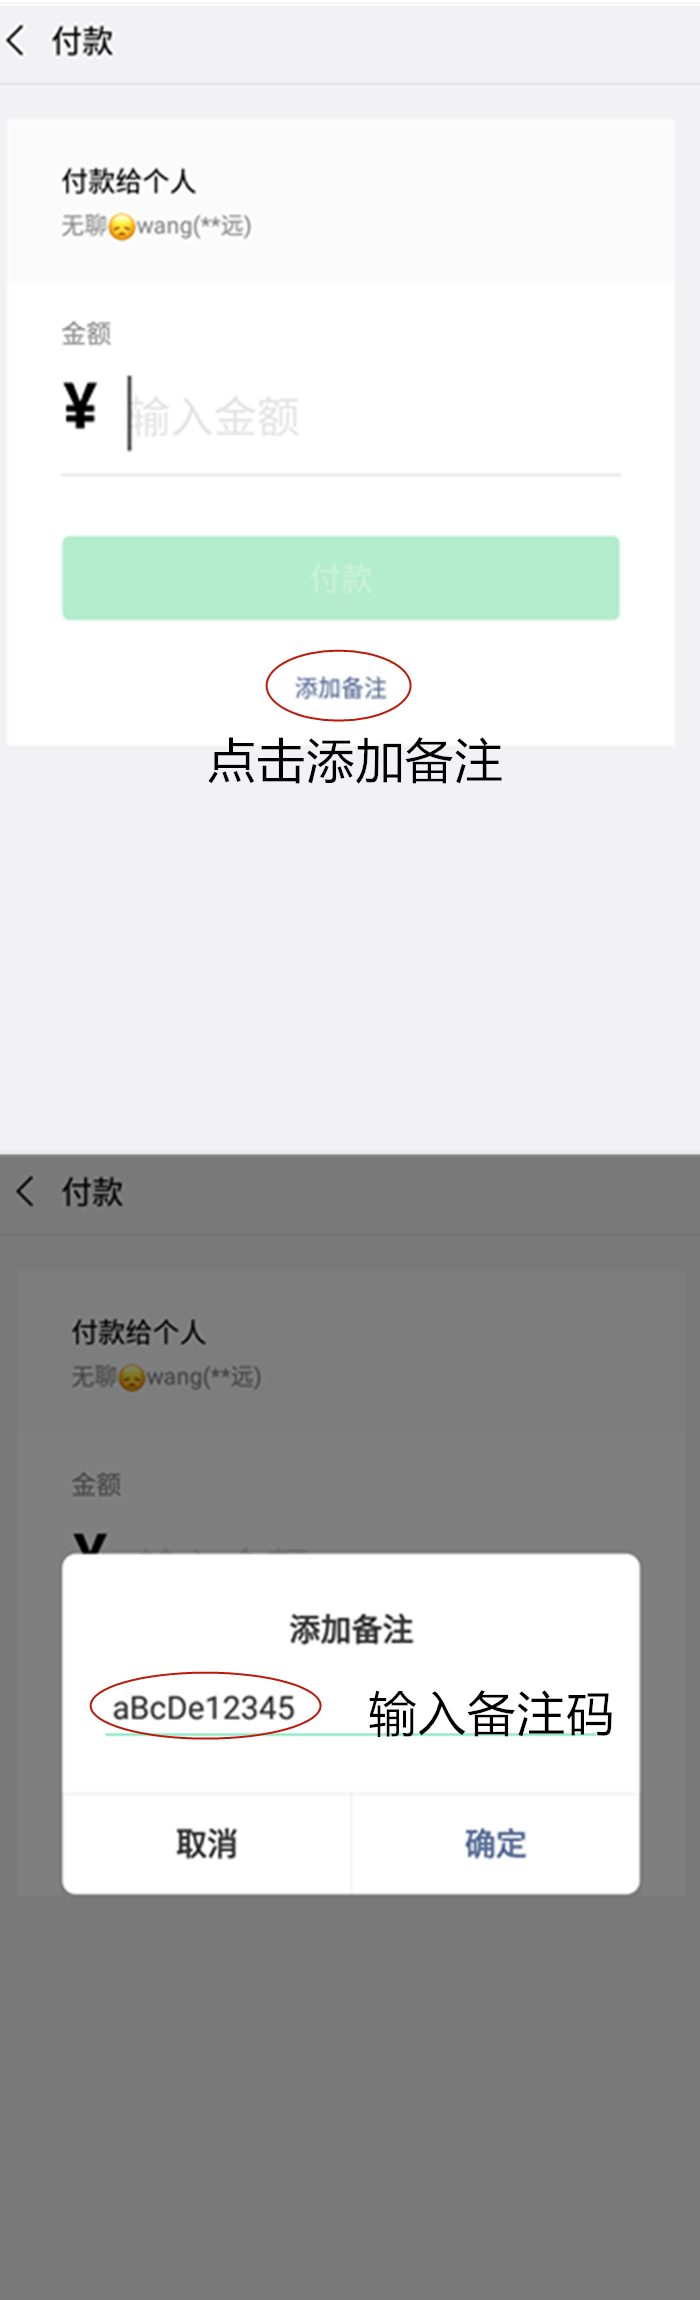 付款
付款给个人
无聊😞wang(**远)
金额
¥ 输入金额
付款
添加备注
点击添加备注
付款
付款给个人
无聊😞wang(**远)
金额
¥
添加备注
aBcDe12345 输入备注码
取消 确定